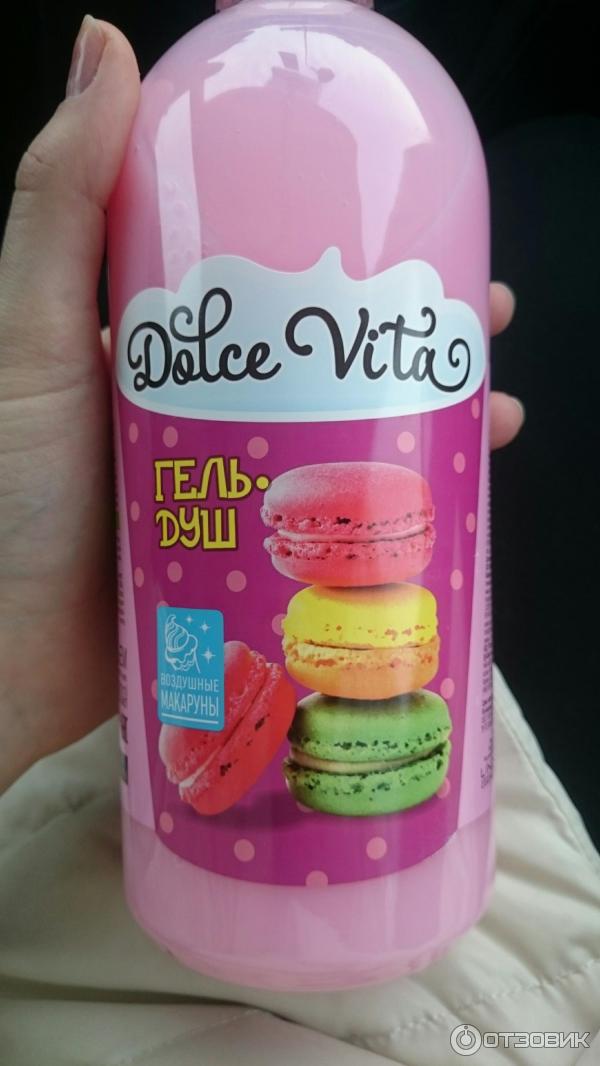 Dolce Vita
ГЕЛЬ-
ДУШ
ВОЗДУШНЫЕ
МАКАРУНЫ
ОТЗОВИК